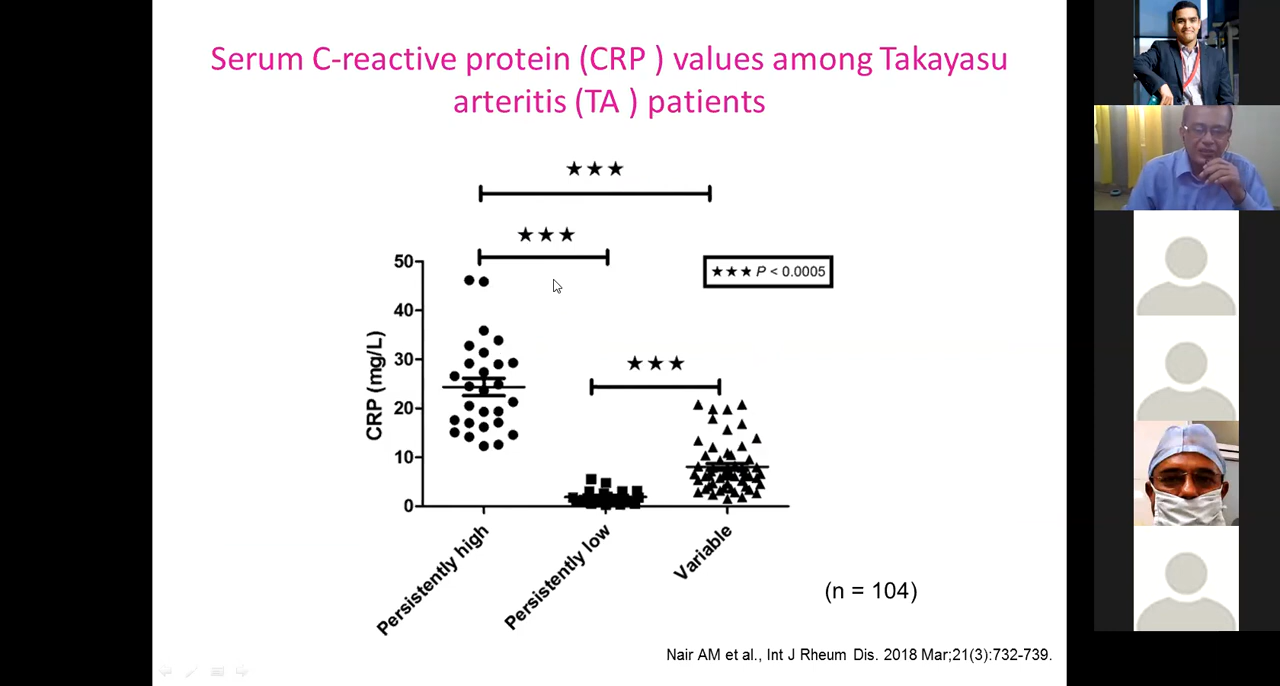 Serum C-reactive protein (CRP ) values among Takayasu
arteritis (TA ) patients
★★★
★★★
★★★ P < 0.0005
★★★
CRP (mg/L)
50
40
30
20
10
0
Persistently high
Persistently low
Variable
(n = 104)
Nair AM et al., Int J Rheum Dis. 2018 Mar;21(3):732-739.